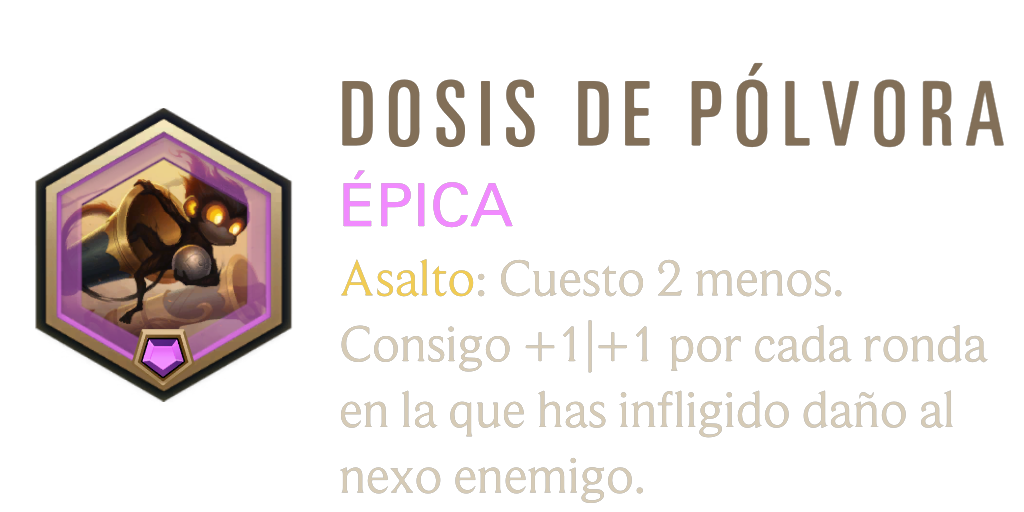 DOSIS DE PÓLVORA
ÉPICA
Asalto: Cuesto 2 menos.
Consigo +1|+1 por cada ronda
en la que has infligido daño al
nexo enemigo.